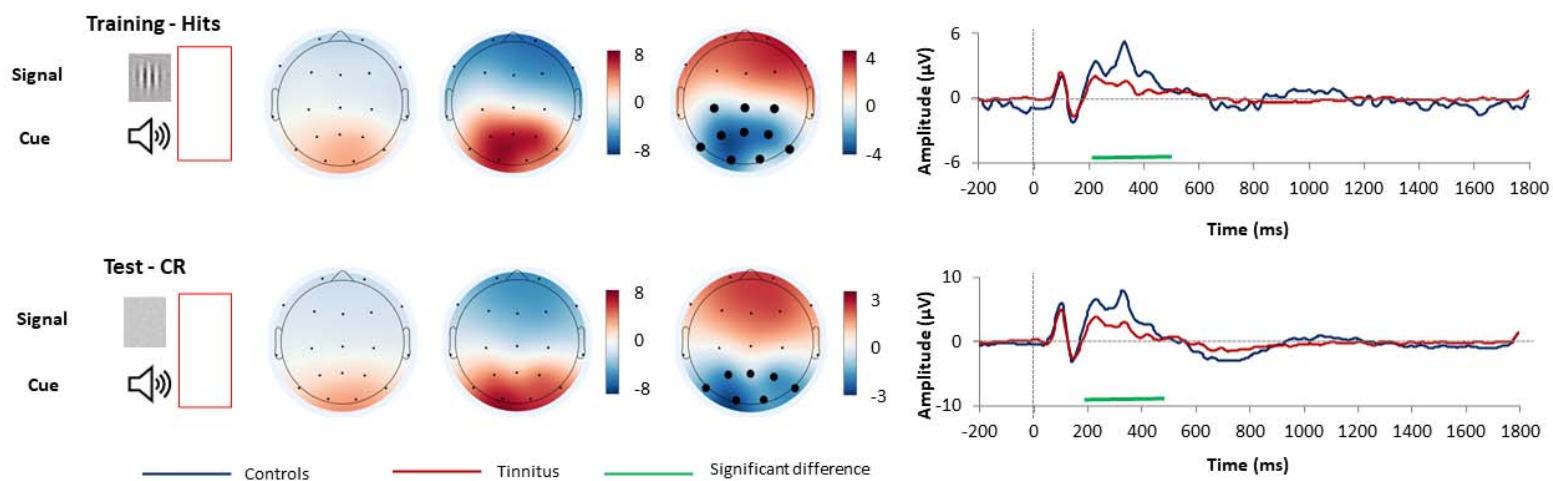 Training - Hits
Signal
Cue
8
0
-8
4
0
-4
Amplitude (µV)
6
0
-6
-200 0 200 400 600 800 1000 1200 1400 1600 1800
Time (ms)
Test - CR
Signal
Cue
8
0
-8
3
0
-3
Amplitude (µV)
10
0
-10
-200 0 200 400 600 800 1000 1200 1400 1600 1800
Time (ms)
Controls Tinnitus Significant difference